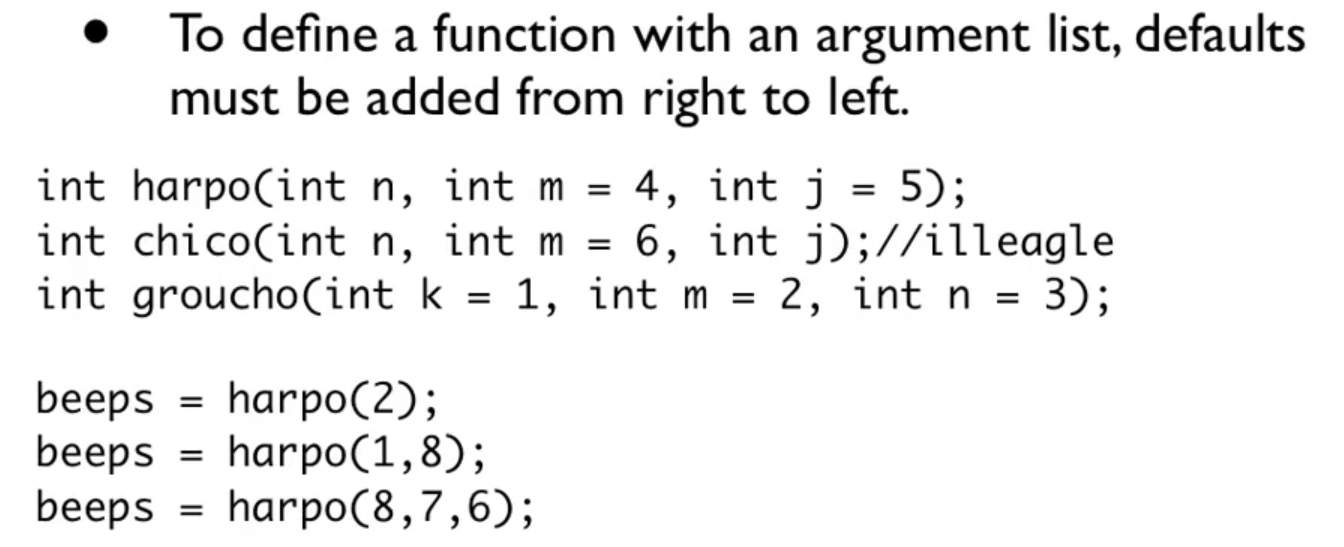 • To define a function with an argument list, defaults
must be added from right to left.
int harpo(int n, int m = 4, int j = 5);
int chico(int n, int m = 6, int j);//illeagle
int groucho(int k = 1, int m = 2, int n = 3);
beeps = harpo(2);
beeps = harpo(1,8);
beeps = harpo(8,7,6);